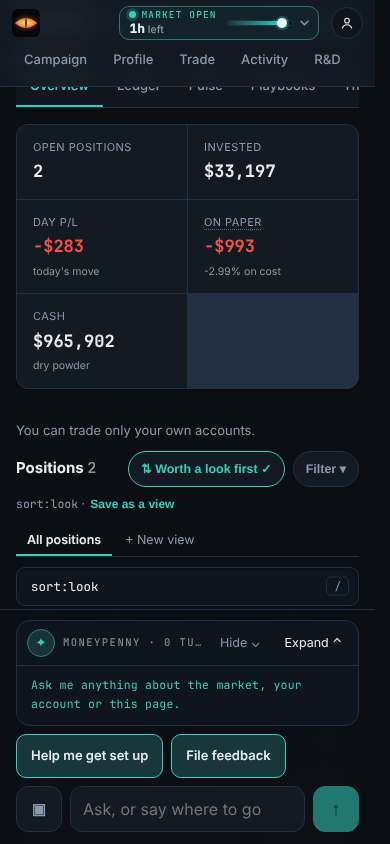 MARKET OPEN
1h left
Campaign Profile Trade Activity R&D
Overview Ledger Pulse Playbooks
OPEN POSITIONS
2
INVESTED
$33,197
DAY P/L
-$283
today's move
ON PAPER
-$993
-2.99% on cost
CASH
$965,902
dry powder
You can trade only your own accounts.
Positions 2
⇅ Worth a look first ✓
Filter ▾
sort:look · Save as a view
All positions + New view
sort:look /
MONEYPENNY · 0 TU… Hide Expand
Ask me anything about the market, your
account or this page.
Help me get set up File feedback
Ask, or say where to go